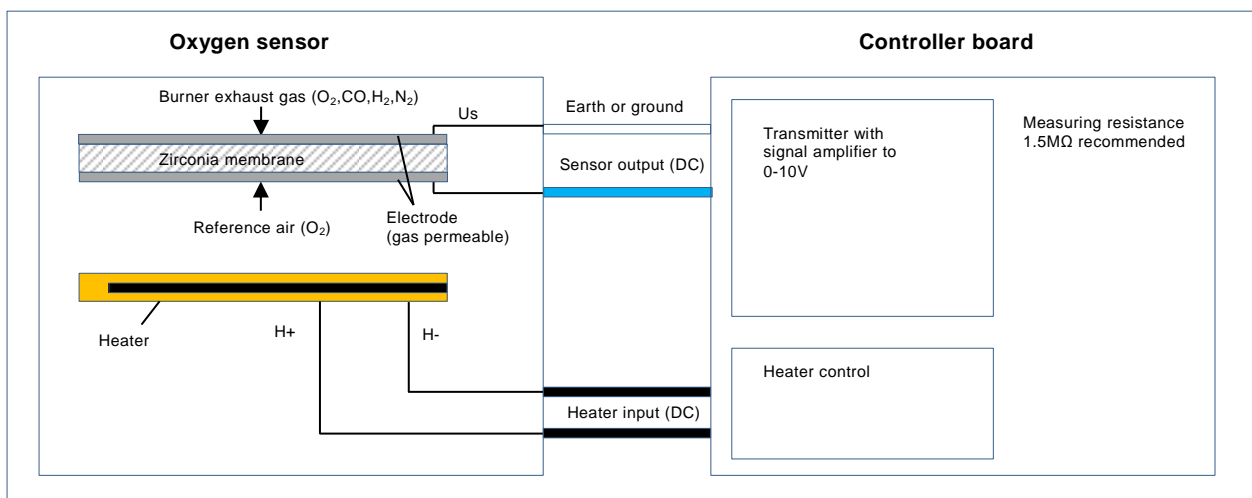 Oxygen sensor
Controller board
Burner exhaust gas (O₂,CO,H₂,N₂)
Us
Earth or ground
Zirconia membrane
Sensor output (DC)
Reference air (O₂)
Electrode
(gas permeable)
Transmitter with
signal amplifier to
0-10V
Measuring resistance
1.5MΩ recommended
Heater
H+
H-
Heater input (DC)
Heater control